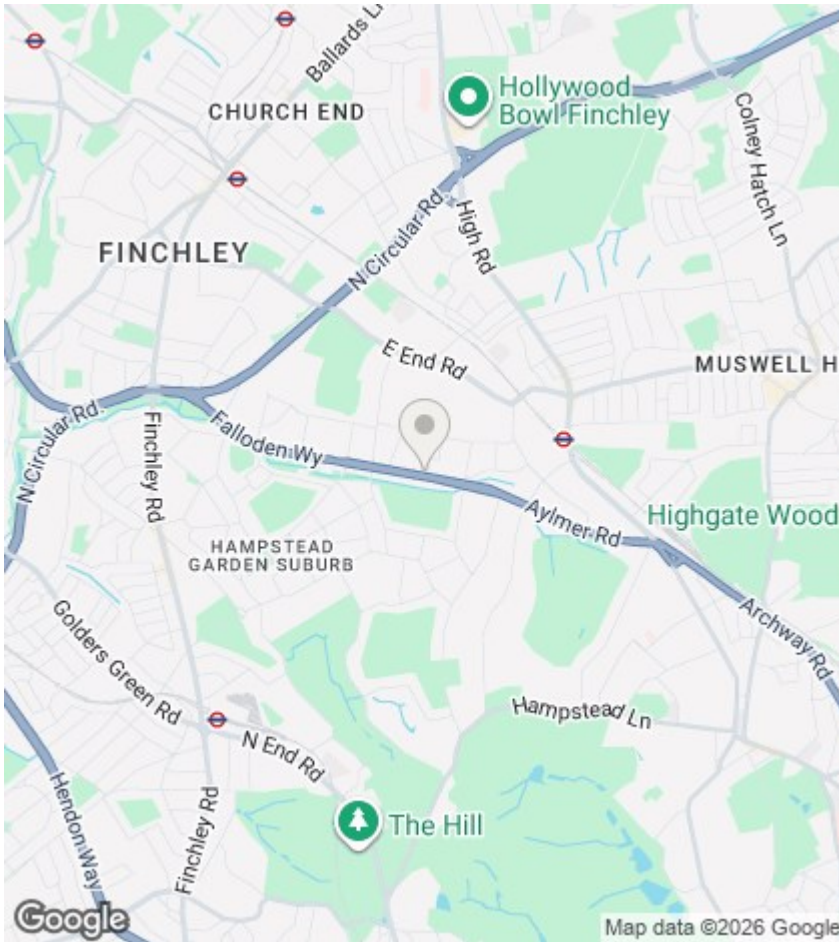 Ballards Ln
Hollywood
Bowl Finchley
CHURCH END
Colney Hatch Ln
N Circular Rd.
High Rd
FINCHLEY
E End Rd
MUSWELL H
N Circular Rd.
Finchley Rd
Falloden Wy
Aylmer Rd
Highgate Wood
HAMPSTEAD
GARDEN SUBURB
Archway Rd
Golders Green Rd
Hampstead Ln
N End Rd
Hendon Way
Finchley Rd
The Hill
Google
Map data ©2026 Google